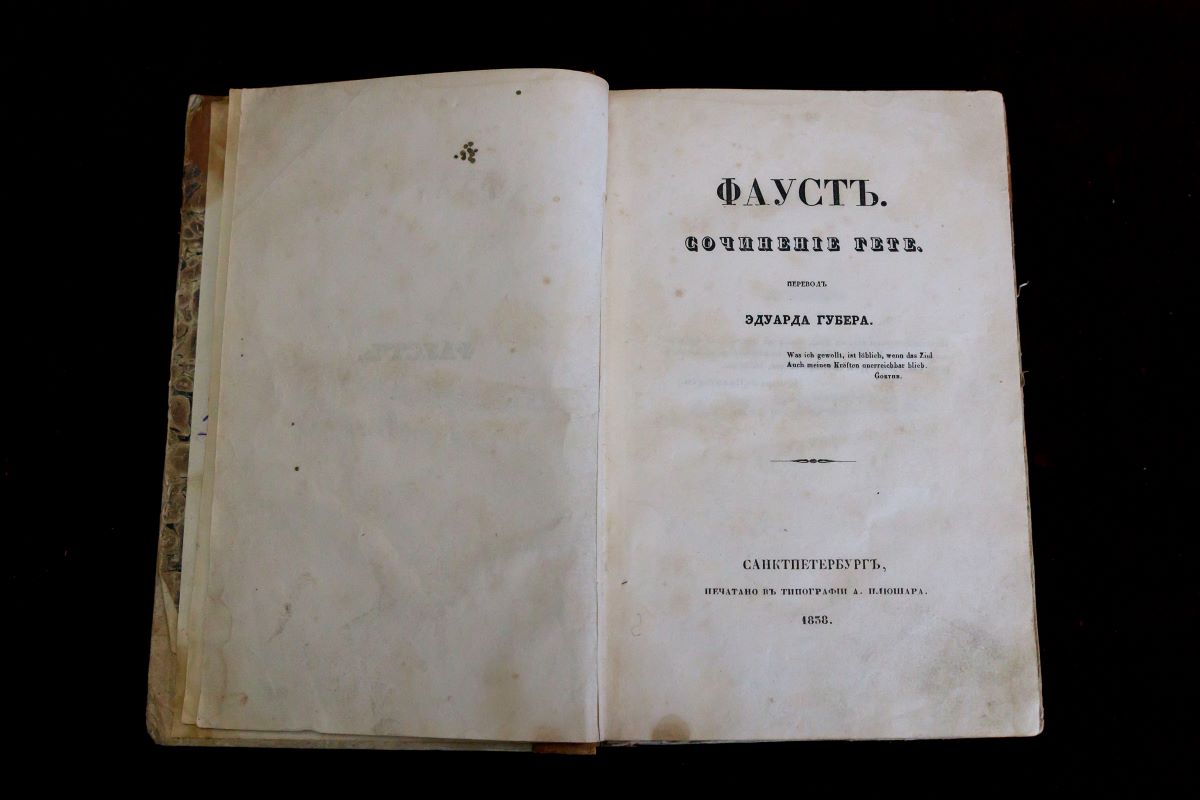 ФАУСТЪ.
СОЧИНЕНІЕ ГЕТЕ.
ПЕРЕВОДЪ
ЭДУАРДА ГУБЕРА.
Was ich gewollt, ist löblich, wenn das Ziel
Auch meinen Kräften unerreichbar blieb.
Goethe.
САНКТПЕТЕРБУРГЪ,
ПЕЧАТАНО ВЪ ТИПОГРАФІИ А. ПЛЮШАРА.
1838.